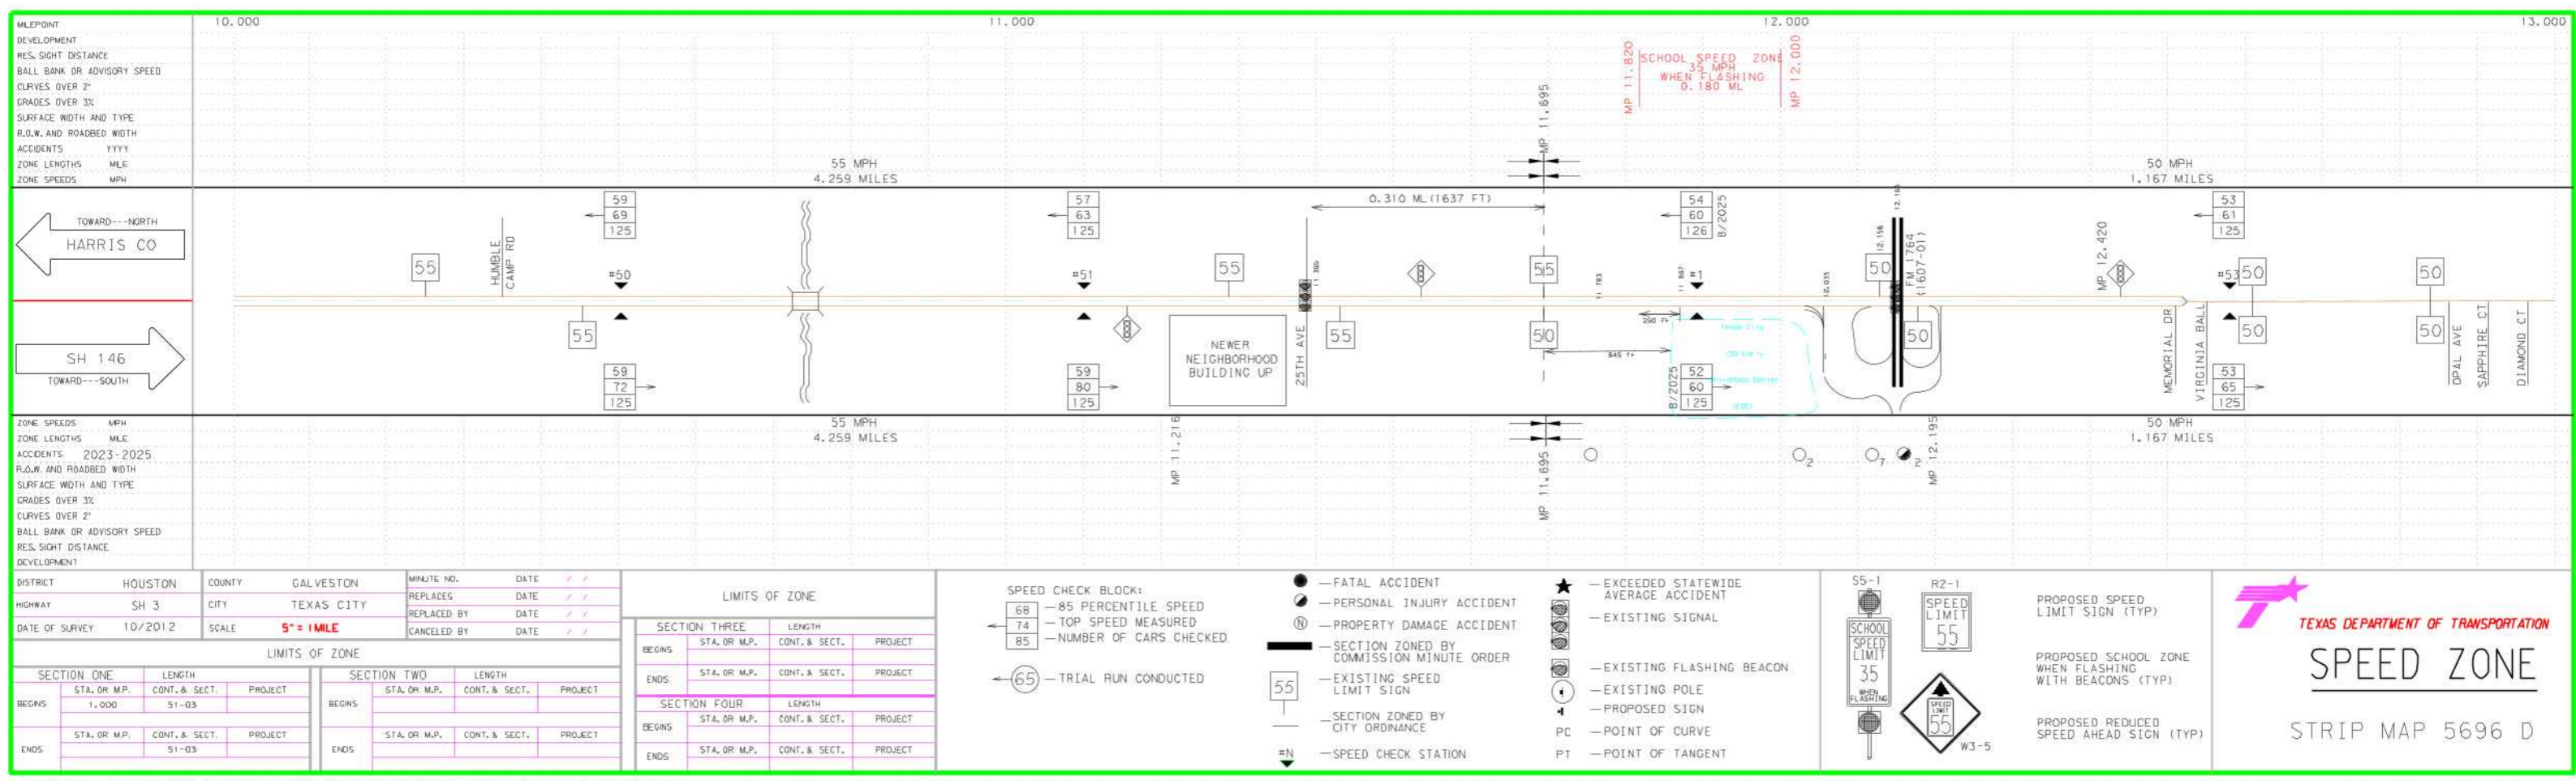 MILEPOINT
10.000 11.000 12.000 13.000
DEVELOPMENT
RES. SIGHT DISTANCE
BALL BANK OR ADVISORY SPEED
CURVES OVER 2°
GRADES OVER 3%
SURFACE WIDTH AND TYPE
R.O.W. AND ROADBED WIDTH
ACCIDENTS YYYY
ZONE LENGTHS MILE
ZONE SPEEDS MPH
MP 11.820
SCHOOL SPEED ZONE
35 MPH
WHEN FLASHING
0.180 ML
MP 12.000
MP 11.695
55 MPH
4.259 MILES
50 MPH
1.167 MILES
TOWARD---NORTH
HARRIS CO
SH 146
TOWARD---SOUTH
55
HUMBLE
CAMP RD
59
69
125
#50
55
59
72
125
57
63
125
#51
59
80
125
55
NEWER
NEIGHBORHOOD
BUILDING UP
25TH AVE
0.310 ML (1637 FT)
55
55
50
11.783
250 ft
845 ft
54
60
126
8/2025
#1
Texas City
ISD Early
(EEC)
8/2025
52
60
125
12.035
12.156
50
FM 1764
(1607-01)
50
MP 12.420
MEMORIAL DR
VIRGINIA BALL
53
61
125
#53
50
50
53
65
125
50
50
OPAL AVE
SAPPHIRE CT
DIAMOND CT
ZONE SPEEDS MPH
ZONE LENGTHS MILE
ACCIDENTS 2023-2025
R.O.W. AND ROADBED WIDTH
SURFACE WIDTH AND TYPE
GRADES OVER 3%
CURVES OVER 2°
BALL BANK OR ADVISORY SPEED
RES. SIGHT DISTANCE
DEVELOPMENT
55 MPH
4.259 MILES
MP 11.216
MP 11.695
2
7
2
MP 12.195
50 MPH
1.167 MILES
DISTRICT HOUSTON COUNTY GALVESTON
HIGHWAY SH 3 CITY TEXAS CITY
DATE OF SURVEY 10/2012 SCALE 5" = 1 MILE
MINUTE NO. DATE / /
REPLACES DATE / /
REPLACED BY DATE / /
CANCELED BY DATE / /
LIMITS OF ZONE
SECTION ONE LENGTH
STA. OR M.P. CONT. & SECT. PROJECT
BEGINS 1.000 51-03
STA. OR M.P. CONT. & SECT. PROJECT
ENDS 51-03
SECTION TWO LENGTH
STA. OR M.P. CONT. & SECT. PROJECT
BEGINS
STA. OR M.P. CONT. & SECT. PROJECT
ENDS
LIMITS OF ZONE
SECTION THREE LENGTH
STA. OR M.P. CONT. & SECT. PROJECT
BEGINS
STA. OR M.P. CONT. & SECT. PROJECT
ENDS
SECTION FOUR LENGTH
STA. OR M.P. CONT. & SECT. PROJECT
BEGINS
STA. OR M.P. CONT. & SECT. PROJECT
ENDS
SPEED CHECK BLOCK:
68 — 85 PERCENTILE SPEED
74 — TOP SPEED MEASURED
85 — NUMBER OF CARS CHECKED
65 — TRIAL RUN CONDUCTED
— FATAL ACCIDENT
— PERSONAL INJURY ACCIDENT
N — PROPERTY DAMAGE ACCIDENT
— SECTION ZONED BY
COMMISSION MINUTE ORDER
55 — EXISTING SPEED
LIMIT SIGN
— SECTION ZONED BY
CITY ORDINANCE
#N — SPEED CHECK STATION
— EXCEEDED STATEWIDE
AVERAGE ACCIDENT
— EXISTING SIGNAL
— EXISTING FLASHING BEACON
— EXISTING POLE
— PROPOSED SIGN
PC — POINT OF CURVE
PT — POINT OF TANGENT
S5-1
SCHOOL
SPEED
LIMIT
35
WHEN
FLASHING
R2-1
SPEED
LIMIT
55
SPEED
LIMIT
55
W3-5
PROPOSED SPEED
LIMIT SIGN (TYP)
PROPOSED SCHOOL ZONE
WHEN FLASHING
WITH BEACONS (TYP)
PROPOSED REDUCED
SPEED AHEAD SIGN (TYP)
TEXAS DEPARTMENT OF TRANSPORTATION
SPEED ZONE
STRIP MAP 5696 D